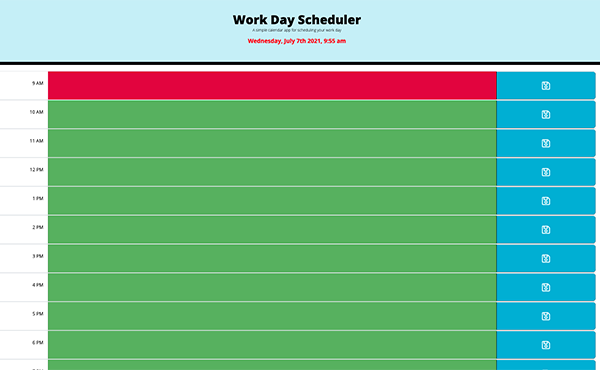 Work Day Scheduler
A simple calendar app for scheduling your work day
Wednesday, July 7th 2021, 9:55 am
9 AM
10 AM
11 AM
12 PM
1 PM
2 PM
3 PM
4 PM
5 PM
6 PM